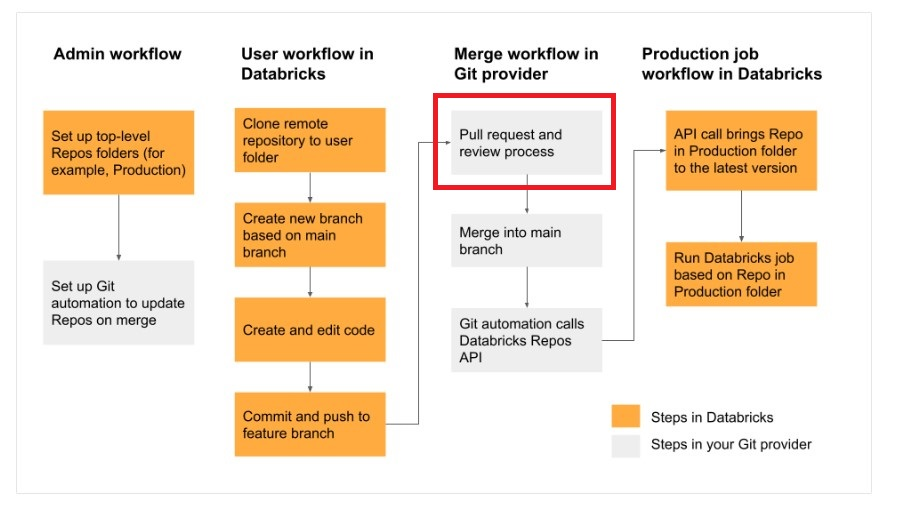 Admin workflow
Set up top-level
Repos folders (for
example, Production)
Set up Git
automation to update
Repos on merge
User workflow in
Databricks
Clone remote
repository to user
folder
Create new branch
based on main
branch
Create and edit code
Commit and push to
feature branch
Merge workflow in
Git provider
Pull request and
review process
Merge into main
branch
Git automation calls
Databricks Repos
API
Production job
workflow in Databricks
API call brings Repo
in Production folder
to the latest version
Run Databricks job
based on Repo in
Production folder
Steps in Databricks
Steps in your Git provider